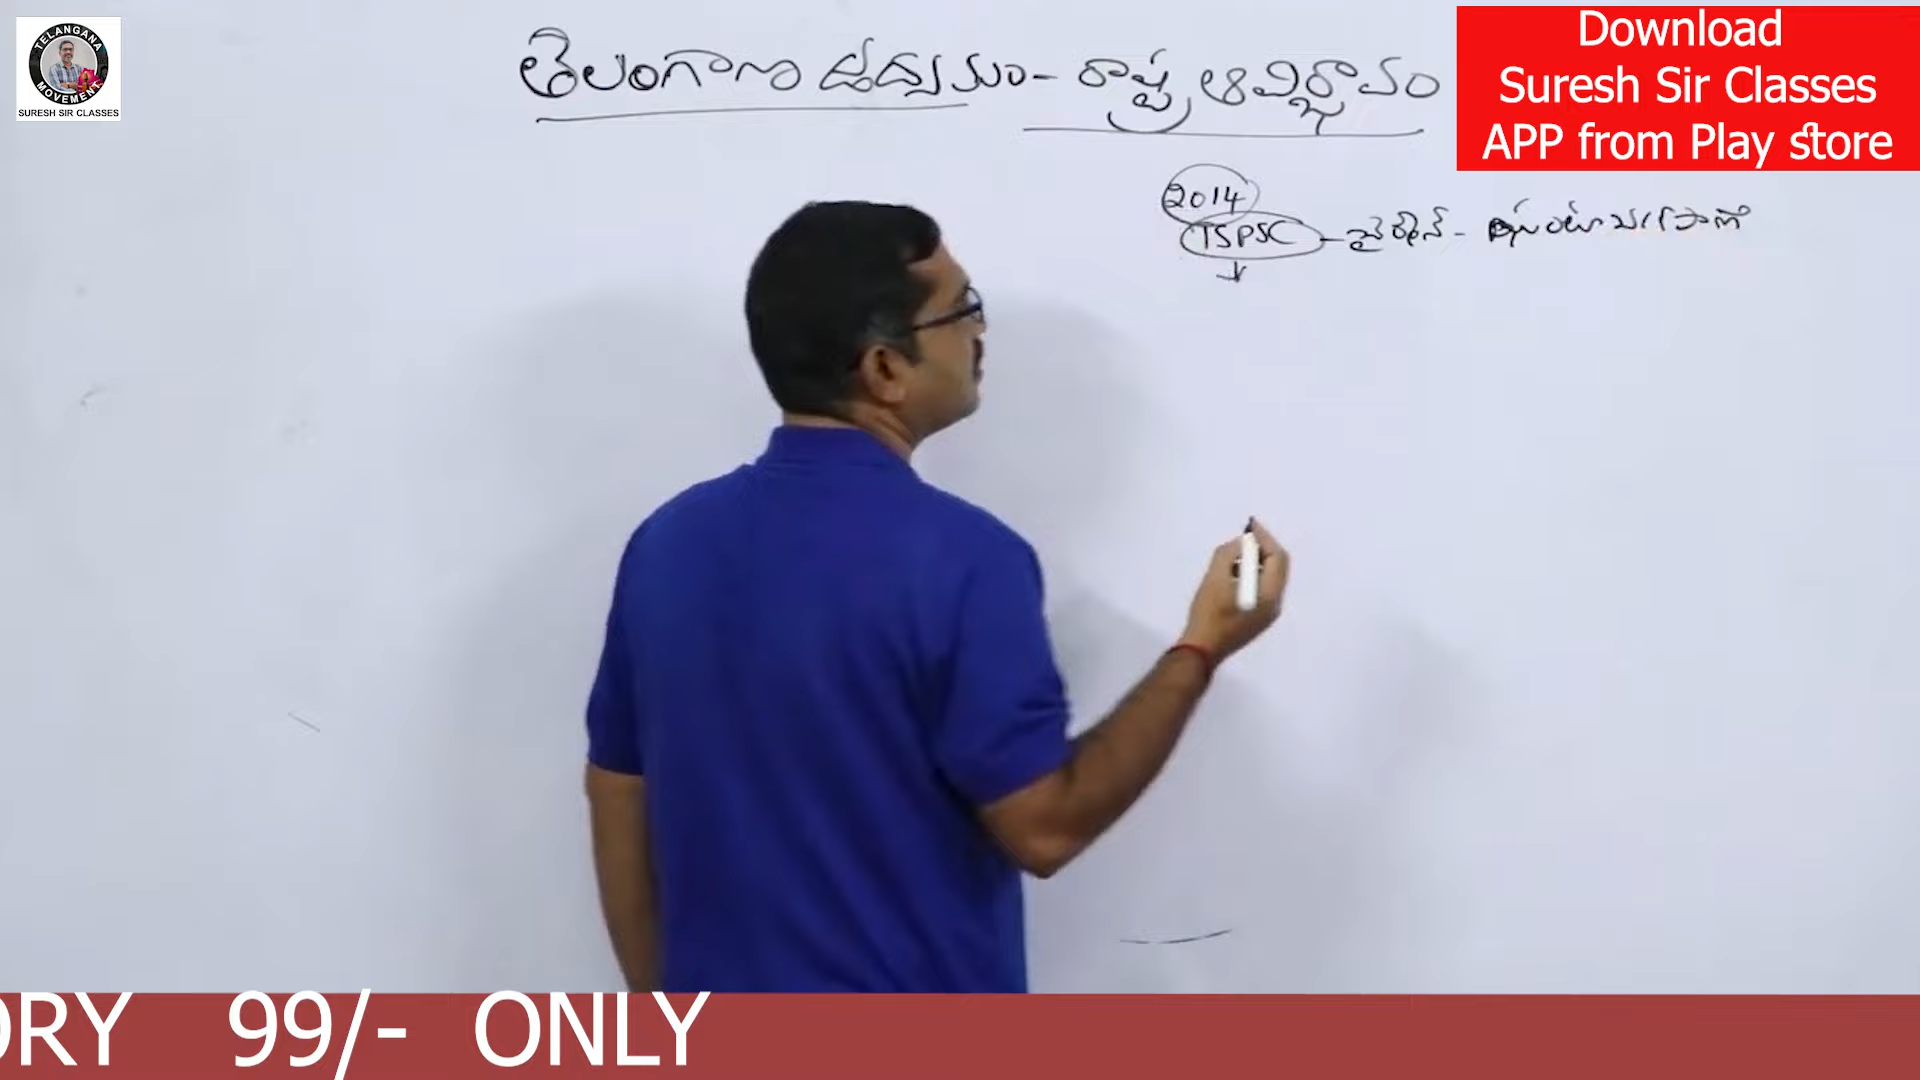 TELANGANA
MOVEMENT
SURESH SIR CLASSES
తెలంగాణ ఉద్యమం - రాష్ట్ర ఆవిర్భావం
Download
Suresh Sir Classes
APP from Play store
2014
TSPSC - చైర్మన్ - ఘంటా చక్రపాణి
ORY 99/- ONLY